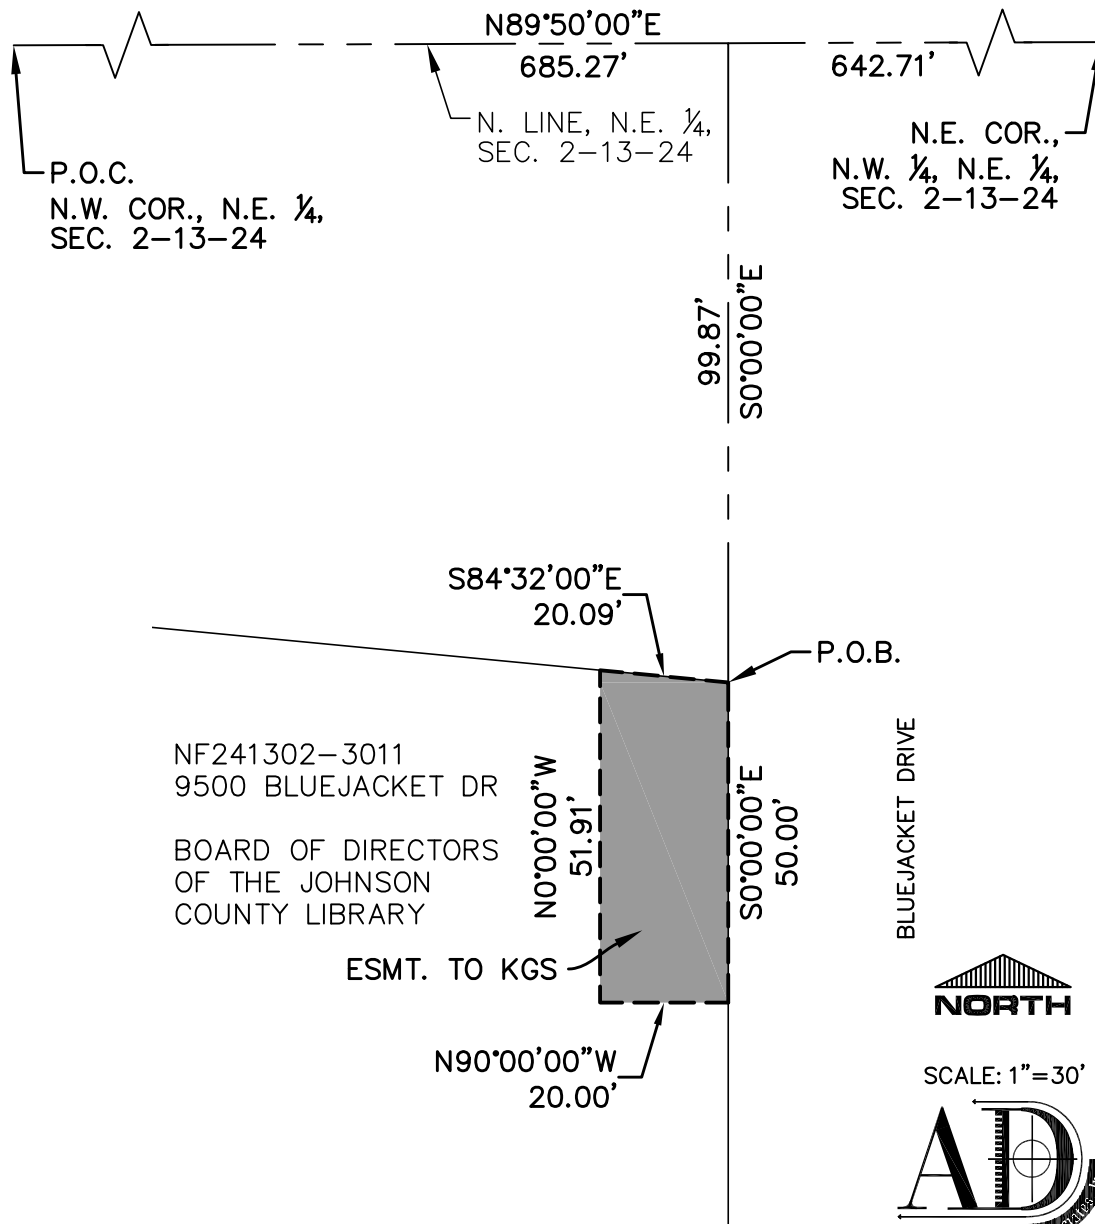 N89°50'00"E
685.27'
642.71'
N. LINE, N.E. ¼,
SEC. 2-13-24
P.O.C.
N.W. COR., N.E. ¼,
SEC. 2-13-24
N.E. COR.,
N.W. ¼, N.E. ¼,
SEC. 2-13-24
99.87'
S0°00'00"E
S84°32'00"E
20.09'
P.O.B.
NF241302-3011
9500 BLUEJACKET DR
BOARD OF DIRECTORS
OF THE JOHNSON
COUNTY LIBRARY
N0°00'00"W
51.91'
S0°00'00"E
50.00'
BLUEJACKET DRIVE
ESMT. TO KGS
N90°00'00"W
20.00'
NORTH
SCALE: 1"=30'
AD